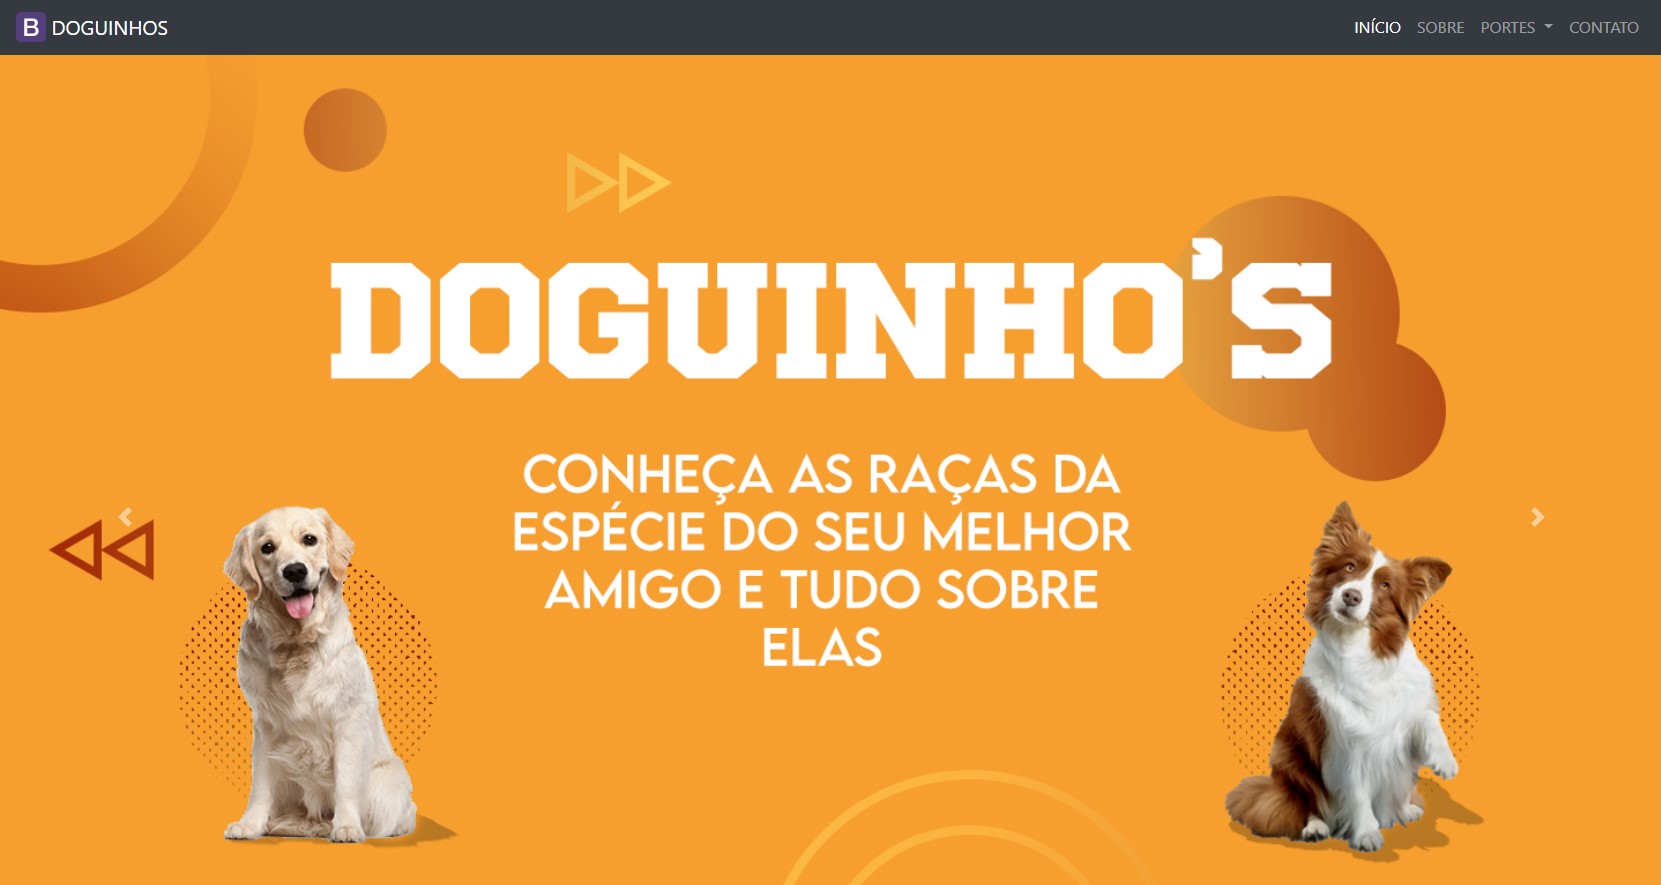 B DOGUINHOS
INÍCIO SOBRE PORTES CONTATO
DOGUINHO'S
CONHEÇA AS RAÇAS DA
ESPÉCIE DO SEU MELHOR
AMIGO E TUDO SOBRE
ELAS